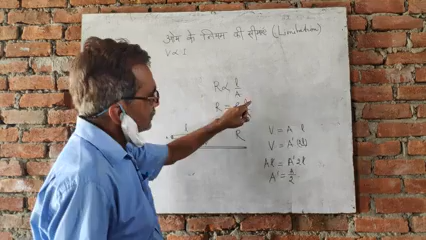 ओम के नियम की सीमाएं (Limitation)
V ∝ I
R ∝ l/A
R =
R
V = A l
V = A'(2l)
Al = A' 2l
A' = A/2